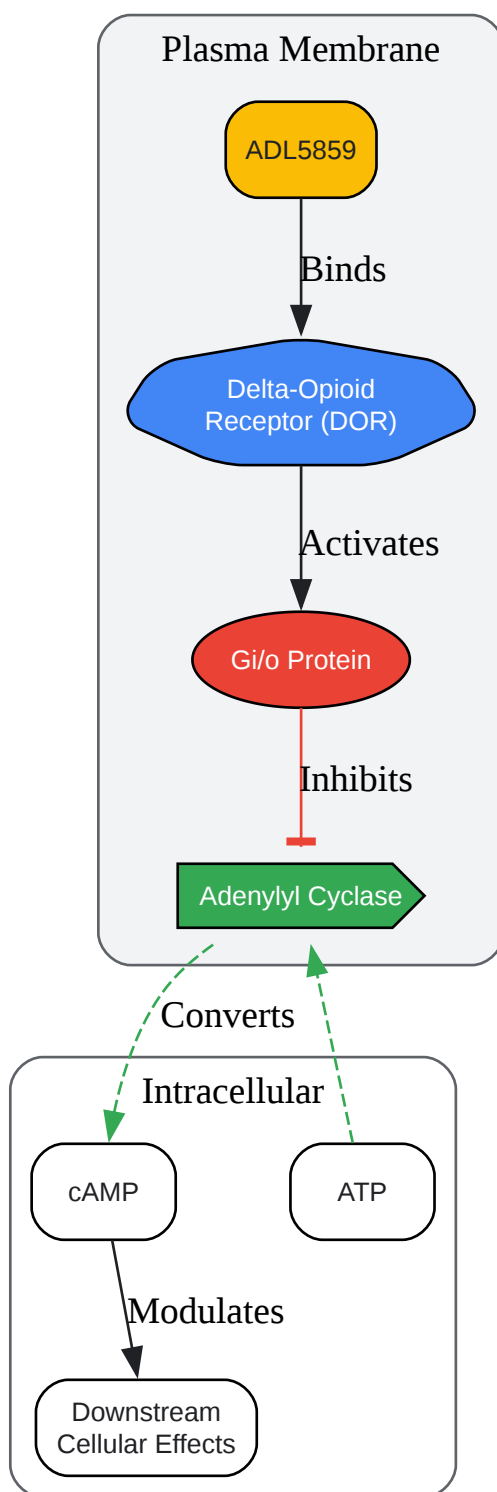 Plasma Membrane
ADL5859
Binds
Delta-Opioid
Receptor (DOR)
Activates
Gi/o Protein
Inhibits
Adenylyl Cyclase
Converts
Intracellular
cAMP
ATP
Modulates
Downstream
Cellular Effects